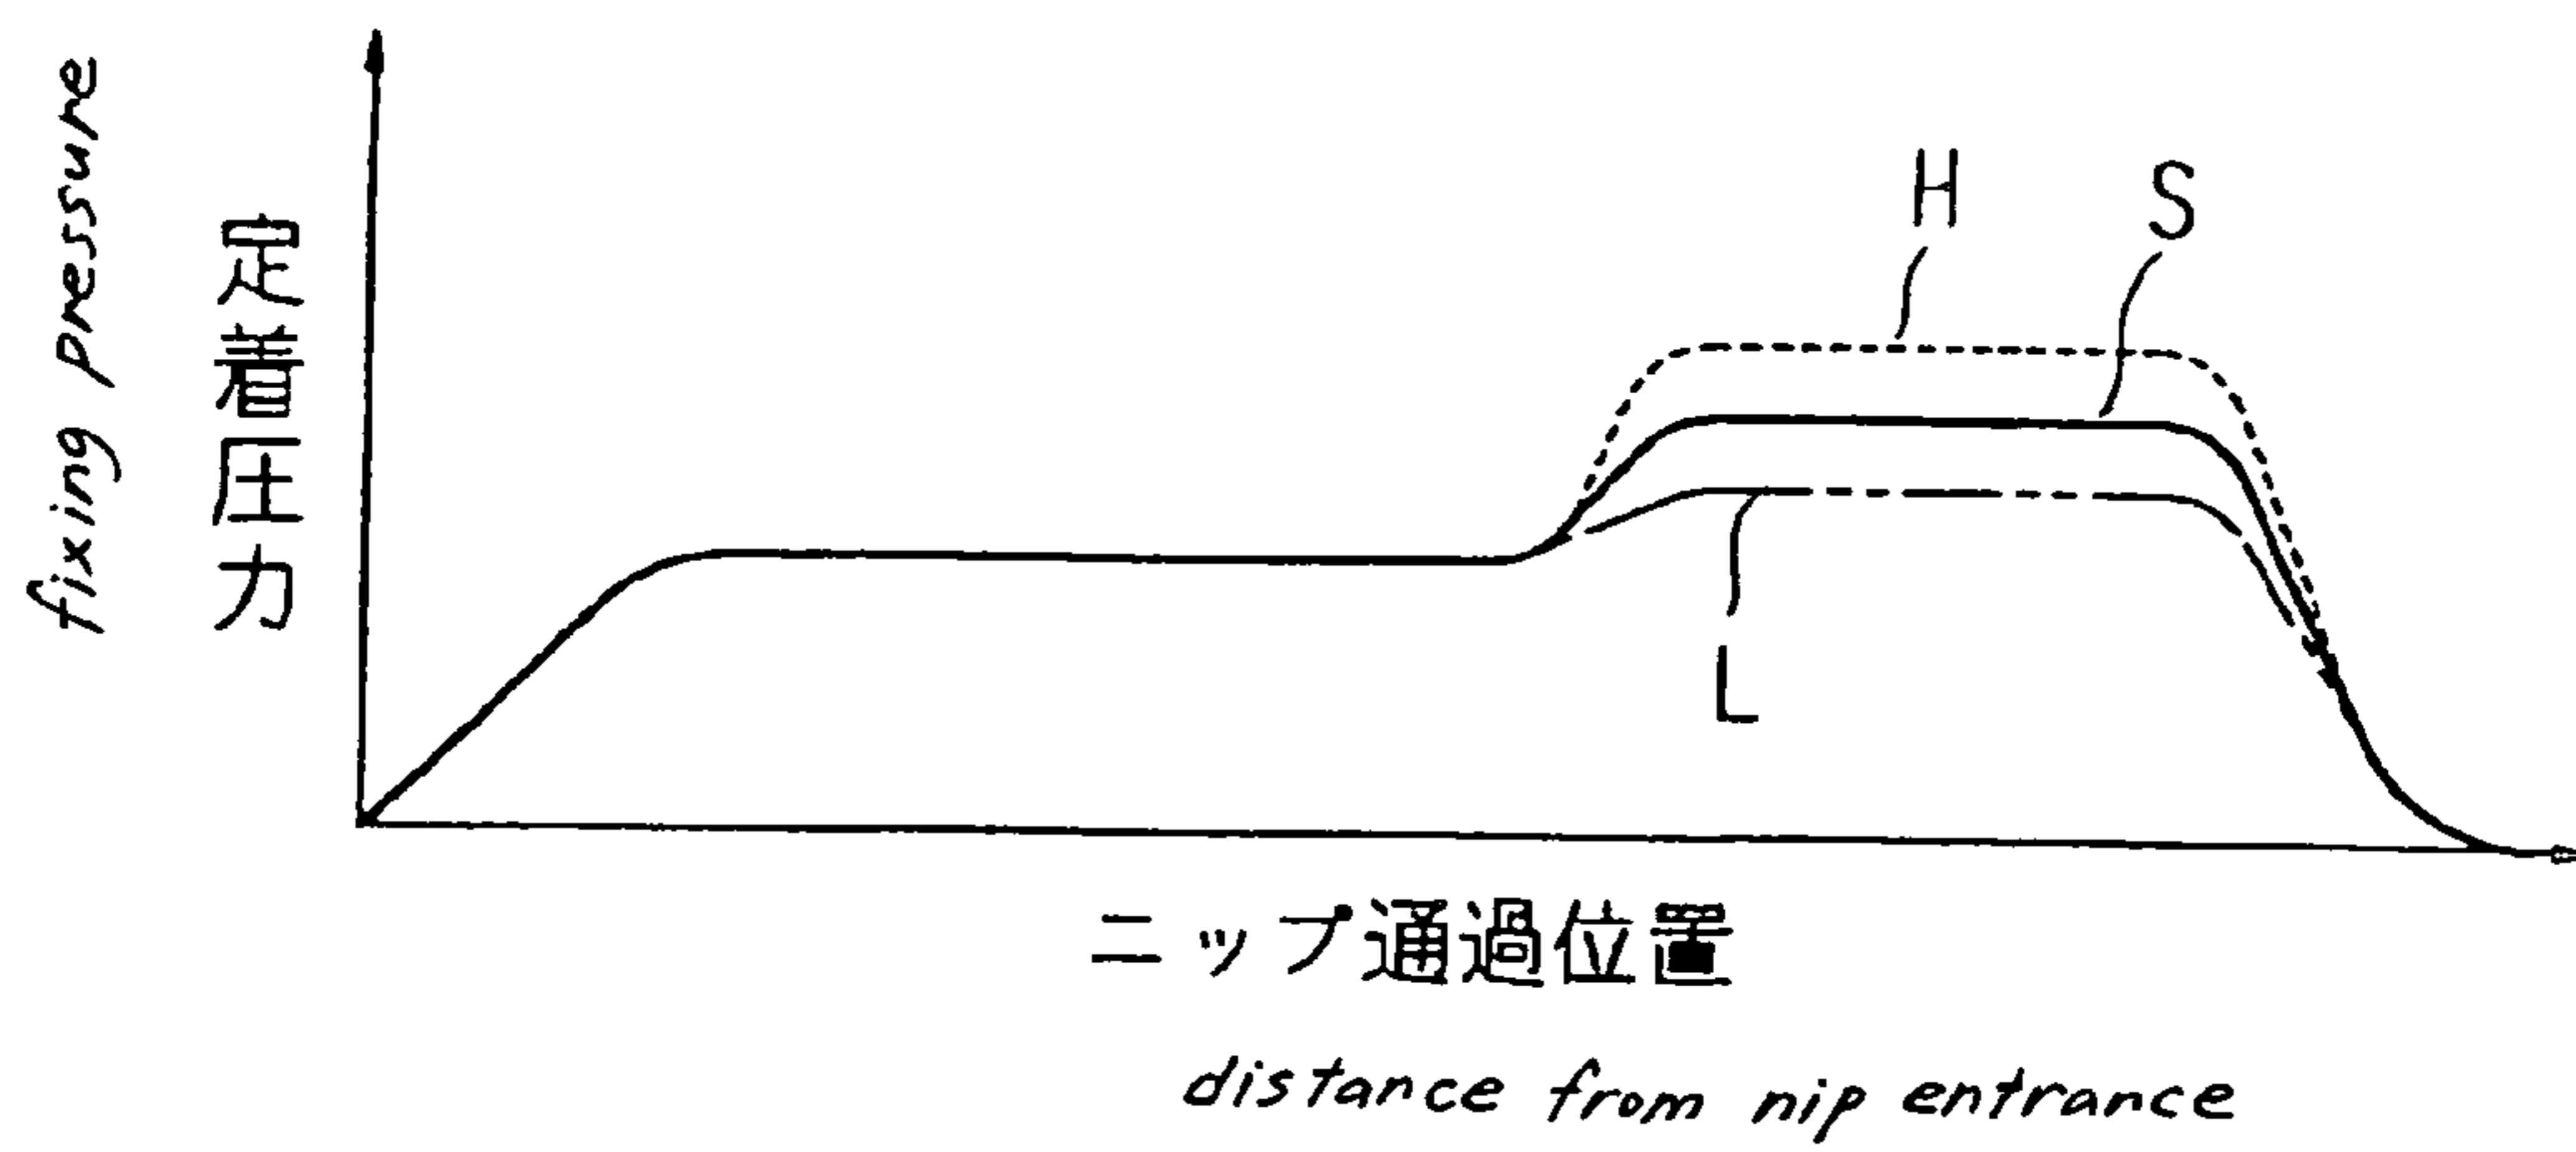 fixing pressure
定着圧力
H
S
L
ニップ通過位置
distance from nip entrance